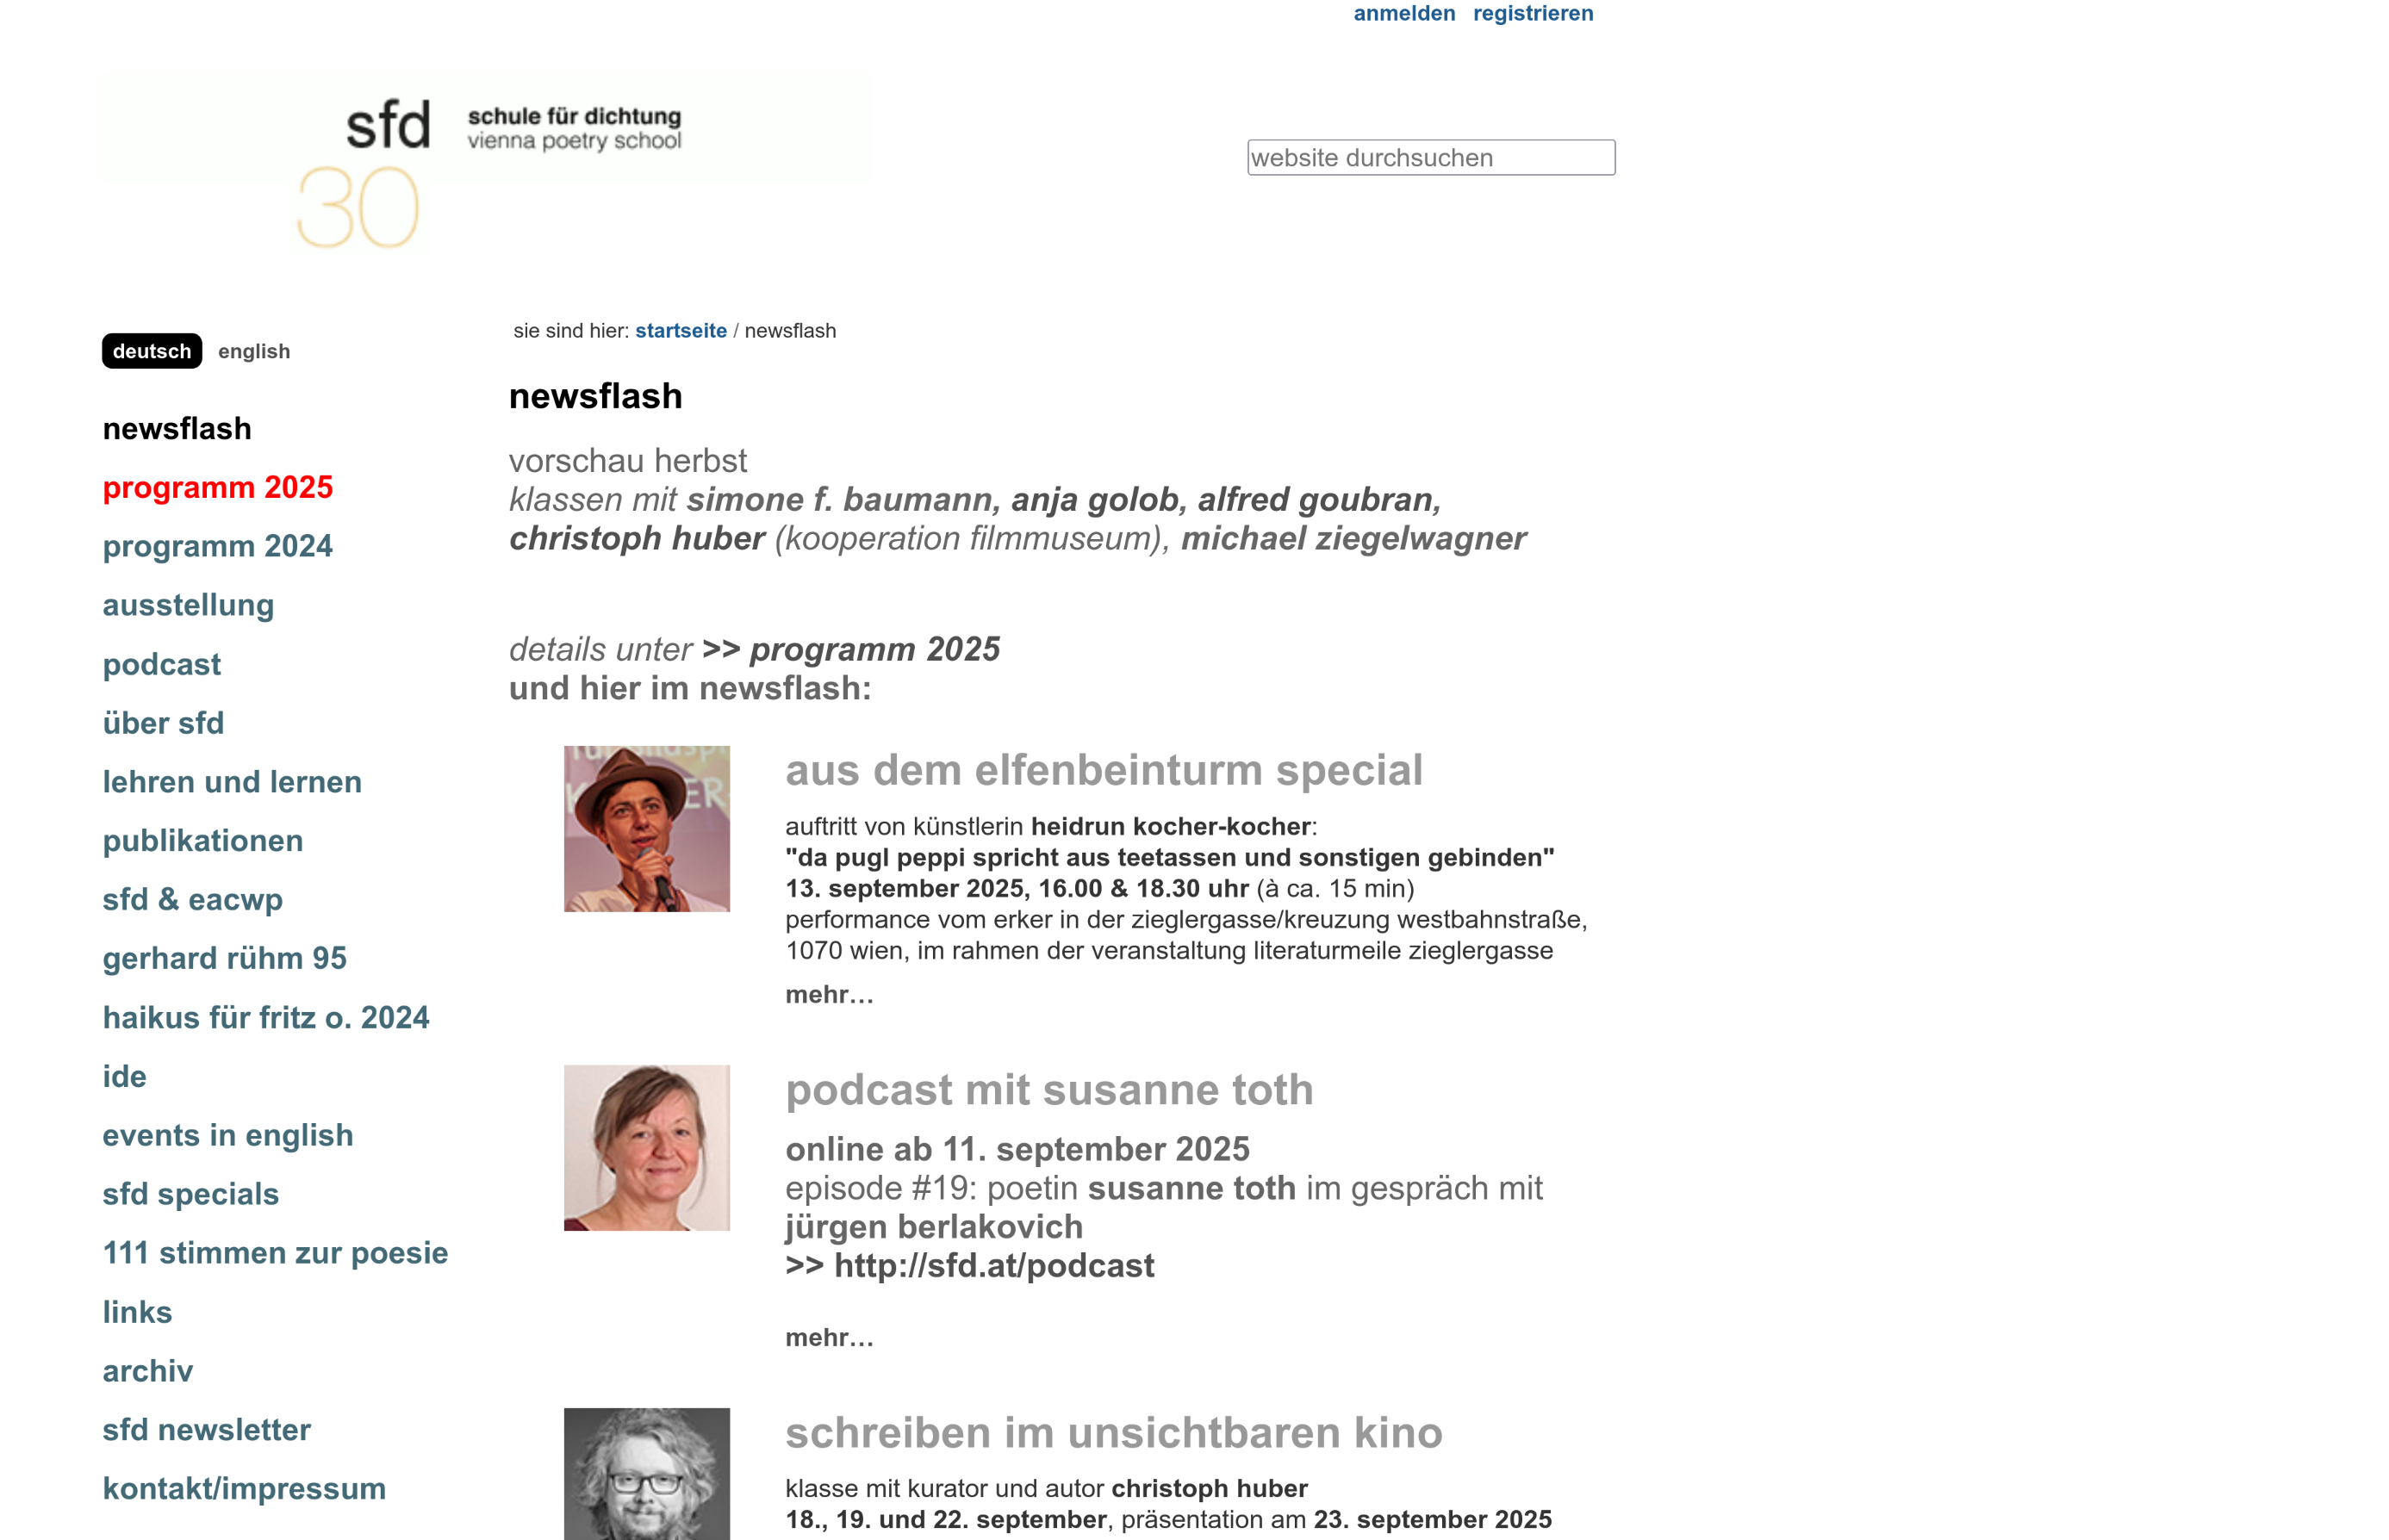 anmelden registrieren
sfd schule für dichtung
vienna poetry school
30
website durchsuchen
sie sind hier: startseite / newsflash
deutsch english
newsflash
programm 2025
programm 2024
ausstellung
podcast
über sfd
lehren und lernen
publikationen
sfd & eacwp
gerhard rühm 95
haikus für fritz o. 2024
ide
events in english
sfd specials
111 stimmen zur poesie
links
archiv
sfd newsletter
kontakt/impressum
newsflash
vorschau herbst
klassen mit simone f. baumann, anja golob, alfred goubran,
christoph huber (kooperation filmmuseum), michael ziegelwagner
details unter >> programm 2025
und hier im newsflash:
aus dem elfenbeinturm special
auftritt von künstlerin heidrun kocher-kocher:
"da pugl peppi spricht aus teetassen und sonstigen gebinden"
13. september 2025, 16.00 & 18.30 uhr (à ca. 15 min)
performance vom erker in der zieglergasse/kreuzung westbahnstraße,
1070 wien, im rahmen der veranstaltung literaturmeile zieglergasse
mehr…
podcast mit susanne toth
online ab 11. september 2025
episode #19: poetin susanne toth im gespräch mit
jürgen berlakovich
>> http://sfd.at/podcast
mehr…
schreiben im unsichtbaren kino
klasse mit kurator und autor christoph huber
18., 19. und 22. september, präsentation am 23. september 2025